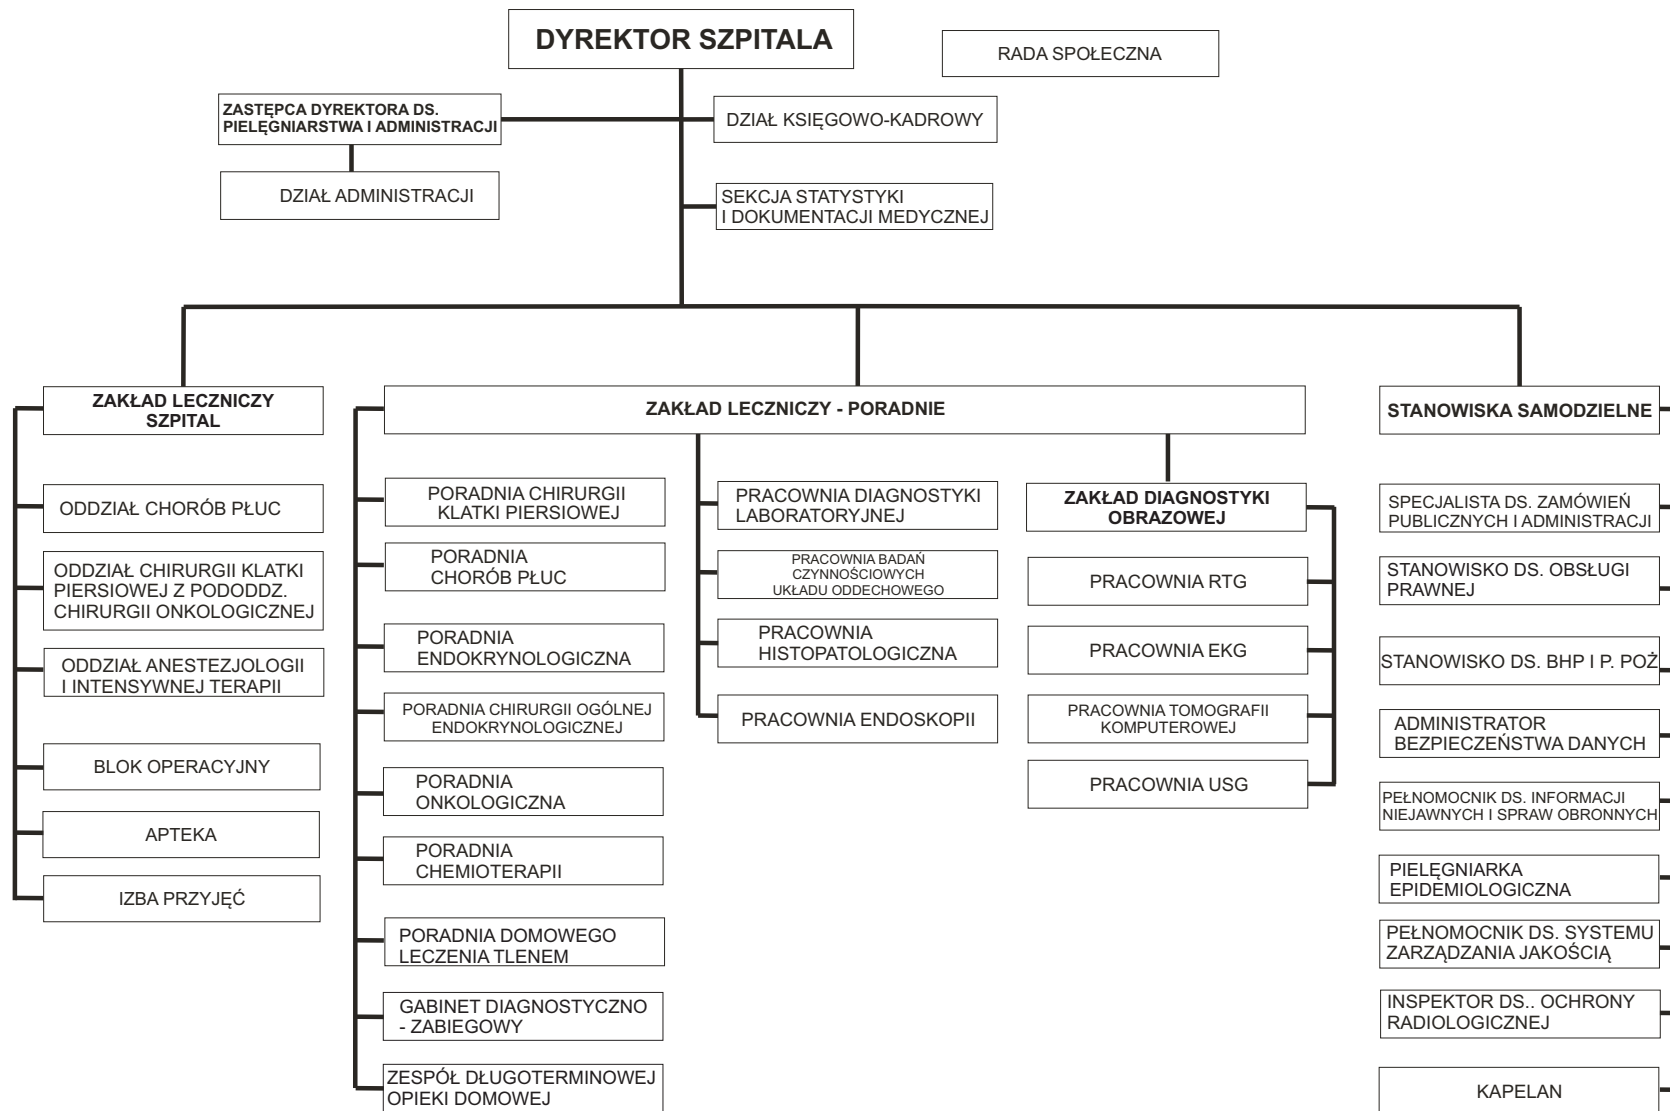 DYREKTOR SZPITALA
RADA SPOŁECZNA
ZASTĘPCA DYREKTORA DS.
PIELĘGNIARSTWA I ADMINISTRACJI
DZIAŁ KSIĘGOWO-KADROWY
DZIAŁ ADMINISTRACJI
SEKCJA STATYSTYKI
I DOKUMENTACJI MEDYCZNEJ
ZAKŁAD LECZNICZY
SZPITAL
ODDZIAŁ CHORÓB PŁUC
ODDZIAŁ CHIRURGII KLATKI
PIERSIOWEJ Z PODODDZ.
CHIRURGII ONKOLOGICZNEJ
ODDZIAŁ ANESTEZJOLOGII
I INTENSYWNEJ TERAPII
BLOK OPERACYJNY
APTEKA
IZBA PRZYJĘĆ
ZAKŁAD LECZNICZY - PORADNIE
PORADNIA CHIRURGII
KLATKI PIERSIOWEJ
PORADNIA
CHORÓB PŁUC
PORADNIA
ENDOKRYNOLOGICZNA
PORADNIA CHIRURGII OGÓLNEJ
ENDOKRYNOLOGICZNEJ
PORADNIA
ONKOLOGICZNA
PORADNIA
CHEMIOTERAPII
PORADNIA DOMOWEGO
LECZENIA TLENEM
GABINET DIAGNOSTYCZNO
- ZABIEGOWY
ZESPÓŁ DŁUGOTERMINOWEJ
OPIEKI DOMOWEJ
PRACOWNIA DIAGNOSTYKI
LABORATORYJNEJ
PRACOWNIA BADAŃ
CZYNNOŚCIOWYCH
UKŁADU ODDECHOWEGO
PRACOWNIA
HISTOPATOLOGICZNA
PRACOWNIA ENDOSKOPII
ZAKŁAD DIAGNOSTYKI
OBRAZOWEJ
PRACOWNIA RTG
PRACOWNIA EKG
PRACOWNIA TOMOGRAFII
KOMPUTEROWEJ
PRACOWNIA USG
STANOWISKA SAMODZIELNE
SPECJALISTA DS. ZAMÓWIEŃ
PUBLICZNYCH I ADMINISTRACJI
STANOWISKO DS. OBSŁUGI
PRAWNEJ
STANOWISKO DS. BHP I P. POŻ
ADMINISTRATOR
BEZPIECZEŃSTWA DANYCH
PEŁNOMOCNIK DS. INFORMACJI
NIEJAWNYCH I SPRAW OBRONNYCH
PIELĘGNIARKA
EPIDEMIOLOGICZNA
PEŁNOMOCNIK DS. SYSTEMU
ZARZĄDZANIA JAKOŚCIĄ
INSPEKTOR DS.. OCHRONY
RADIOLOGICZNEJ
KAPELAN